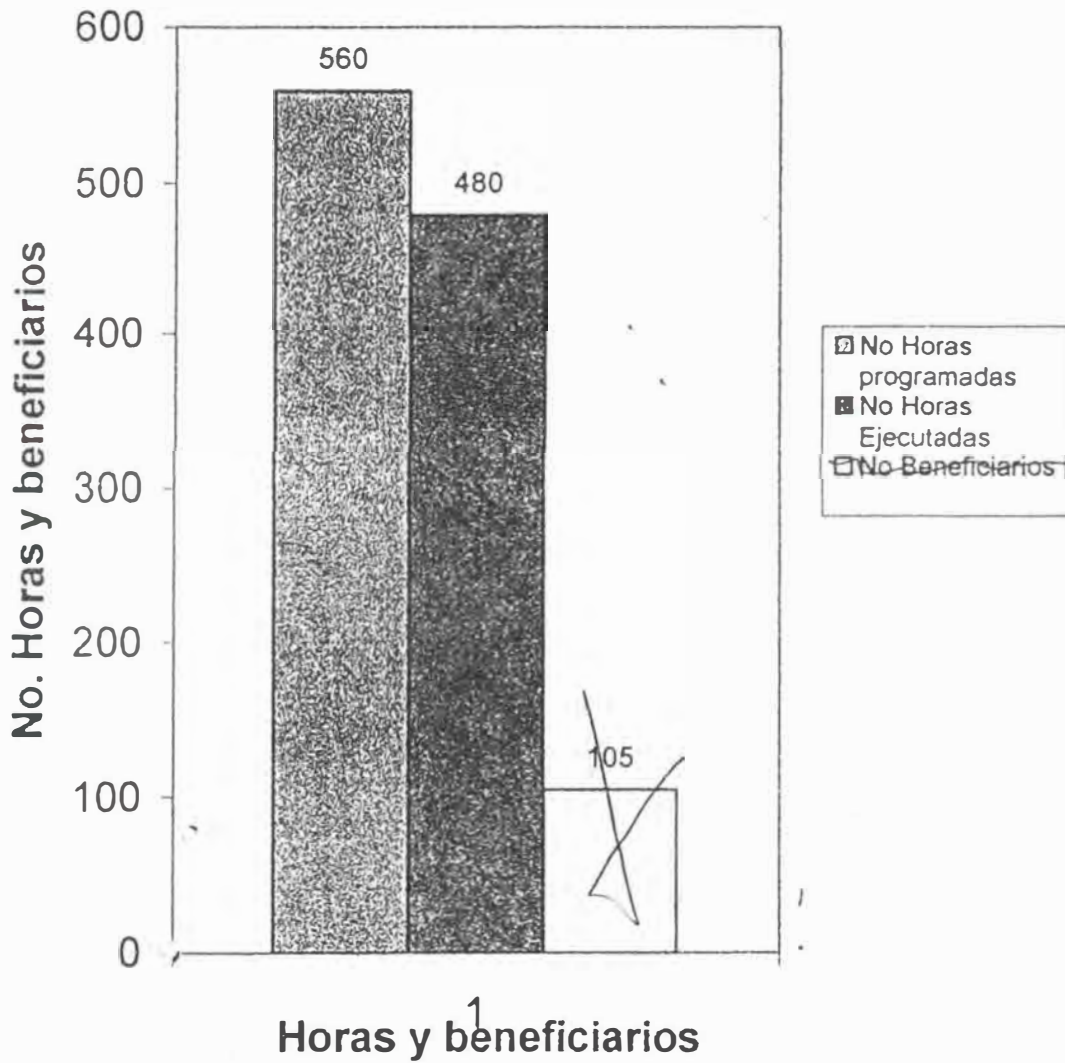 600
560
500
480
400
300
200
105
100
0
No. Horas y beneficiarios
1
Horas y beneficiarios
No Horas
programadas
No Horas
Ejecutadas
No Beneficiarios